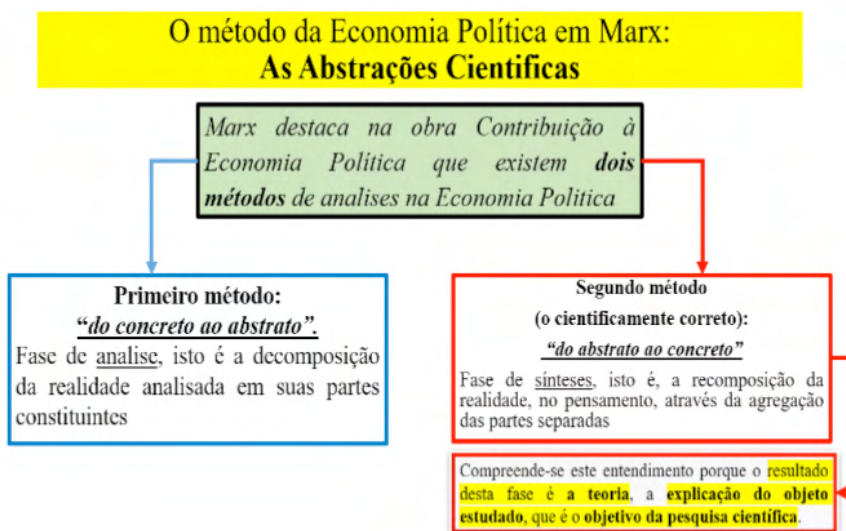 O método da Economia Política em Marx:
As Abstrações Cientificas
Marx destaca na obra Contribuição à
Economia Política que existem dois
métodos de analises na Economia Politica
Primeiro método:
“do concreto ao abstrato”.
Fase de analise, isto é a decomposição
da realidade analisada em suas partes
constituintes
Segundo método
(o cientificamente correto):
“do abstrato ao concreto”
Fase de sínteses, isto é, a recomposição da
realidade, no pensamento, através da agregação
das partes separadas
Compreende-se este entendimento porque o resultado
desta fase é a teoria, a explicação do objeto
estudado, que é o objetivo da pesquisa científica.